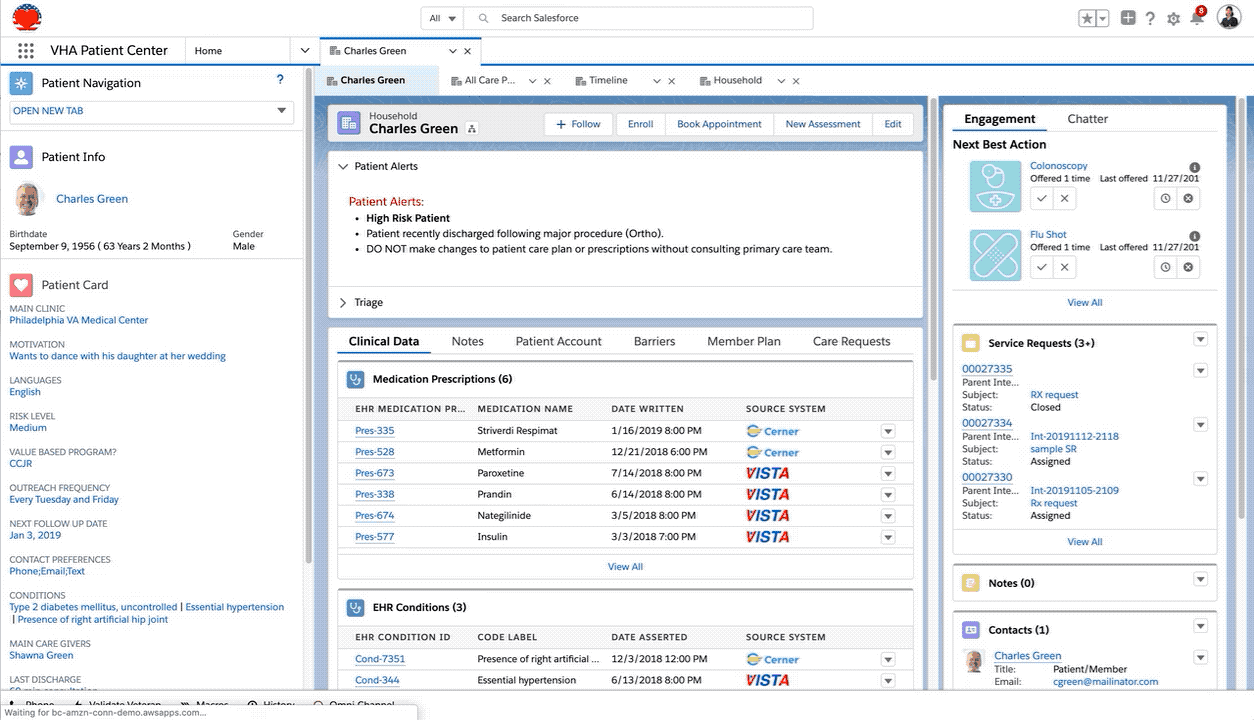 All
Search Salesforce
8
VHA Patient Center
Home
Charles Green
Patient Navigation
?
OPEN NEW TAB
Patient Info
Charles Green
Birthdate
Gender
September 9, 1956 ( 63 Years 2 Months )
Male
Patient Card
MAIN CLINIC
Philadelphia VA Medical Center
MOTIVATION
Wants to dance with his daughter at her wedding
LANGUAGES
English
RISK LEVEL
Medium
VALUE BASED PROGRAM?
CCJR
OUTREACH FREQUENCY
Every Tuesday and Friday
NEXT FOLLOW UP DATE
Jan 3, 2019
CONTACT PREFERENCES
Phone;Email;Text
CONDITIONS
Type 2 diabetes mellitus, uncontrolled | Essential hypertension
| Presence of right artificial hip joint
MAIN CARE GIVERS
Shawna Green
LAST DISCHARGE
60 min consultation
Charles Green
All Care P...
Timeline
Household
Household
Charles Green
+ Follow
Enroll
Book Appointment
New Assessment
Edit
Patient Alerts
Patient Alerts:
• High Risk Patient
• Patient recently discharged following major procedure (Ortho).
• DO NOT make changes to patient care plan or prescriptions without consulting primary care team.
Triage
Clinical Data
Notes
Patient Account
Barriers
Member Plan
Care Requests
Medication Prescriptions (6)
EHR MEDICATION PR... MEDICATION NAME DATE WRITTEN SOURCE SYSTEM
Pres-335 Striverdi Respimat 1/16/2019 8:00 PM Cerner
Pres-528 Metformin 12/21/2018 6:00 PM Cerner
Pres-673 Paroxetine 7/14/2018 8:00 PM VISTA
Pres-338 Prandin 6/14/2018 8:00 PM VISTA
Pres-674 Nategilinide 3/5/2018 8:00 PM VISTA
Pres-577 Insulin 3/3/2018 7:00 PM VISTA
View All
EHR Conditions (3)
EHR CONDITION ID CODE LABEL DATE ASSERTED SOURCE SYSTEM
Cond-7351 Presence of right artificial ... 12/3/2018 12:00 PM Cerner
Cond-344 Essential hypertension 6/13/2018 8:00 PM VISTA
Engagement
Chatter
Next Best Action
Colonoscopy
Offered 1 time Last offered 11/27/201
Flu Shot
Offered 1 time Last offered 11/27/201
View All
Service Requests (3+)
00027335
Parent Inte...
Subject: RX request
Status: Closed
00027334
Parent Inte... Int-20191112-2118
Subject: sample SR
Status: Assigned
00027330
Parent Inte... Int-20191105-2109
Subject: Rx request
Status: Assigned
View All
Notes (0)
Contacts (1)
Charles Green
Title: Patient/Member
Email: cgreen@mailinator.com
Phone
Validate Veteran
Macros
History
Omni-Channel
Waiting for bc-amzn-conn-demo.awsapps.com...